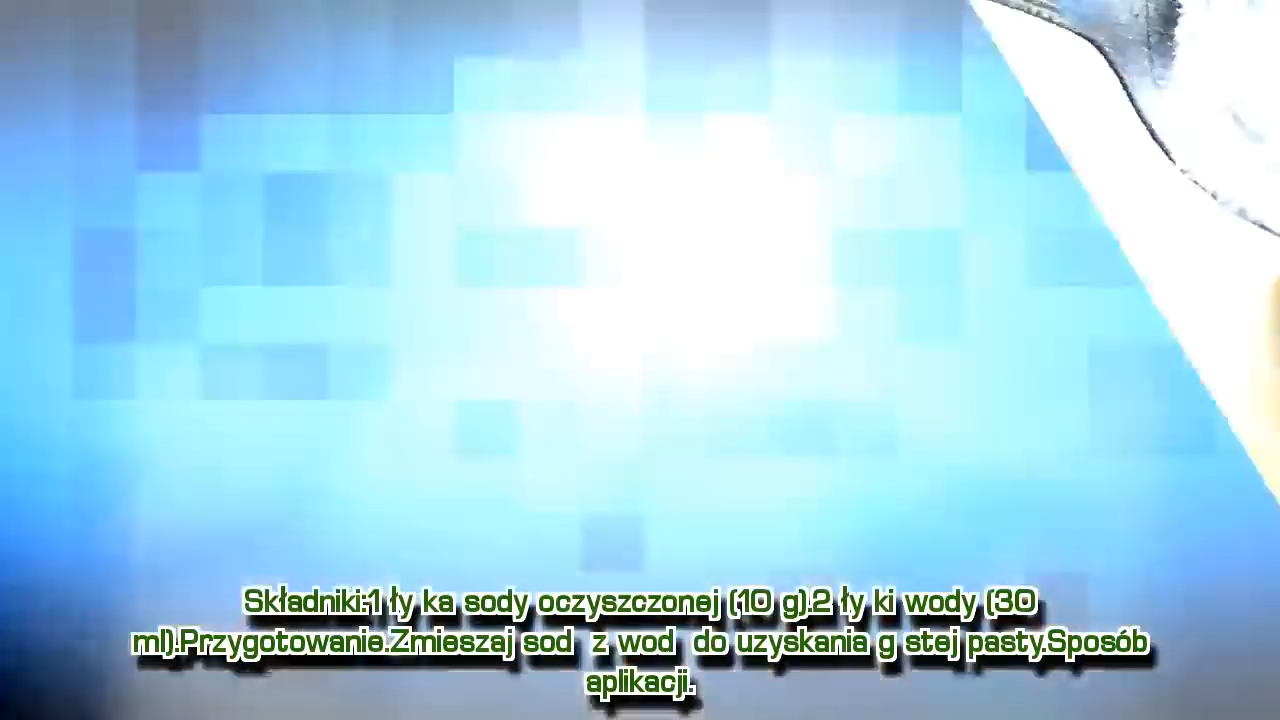 Składniki:1 ły ka sody oczyszczonej (10 g).2 ły ki wody (30
ml).Przygotowanie.Zmieszaj sod  z wod  do uzyskania g stej pasty.Sposób
aplikacji.